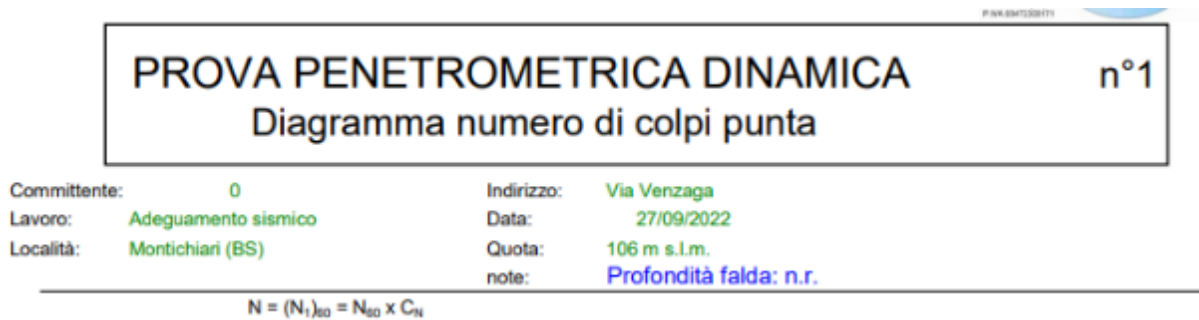 PROVA PENETROMETRICA DINAMICA n°1
Diagramma numero di colpi punta
Committente: 0 Indirizzo: Via Venzaga
Lavoro: Adeguamento sismico Data: 27/09/2022
Località: Montichiari (BS) Quota: 106 m s.l.m.
note: Profondità falda: n.r.
N = (N₁)₆₀ = N₆₀ x C_N